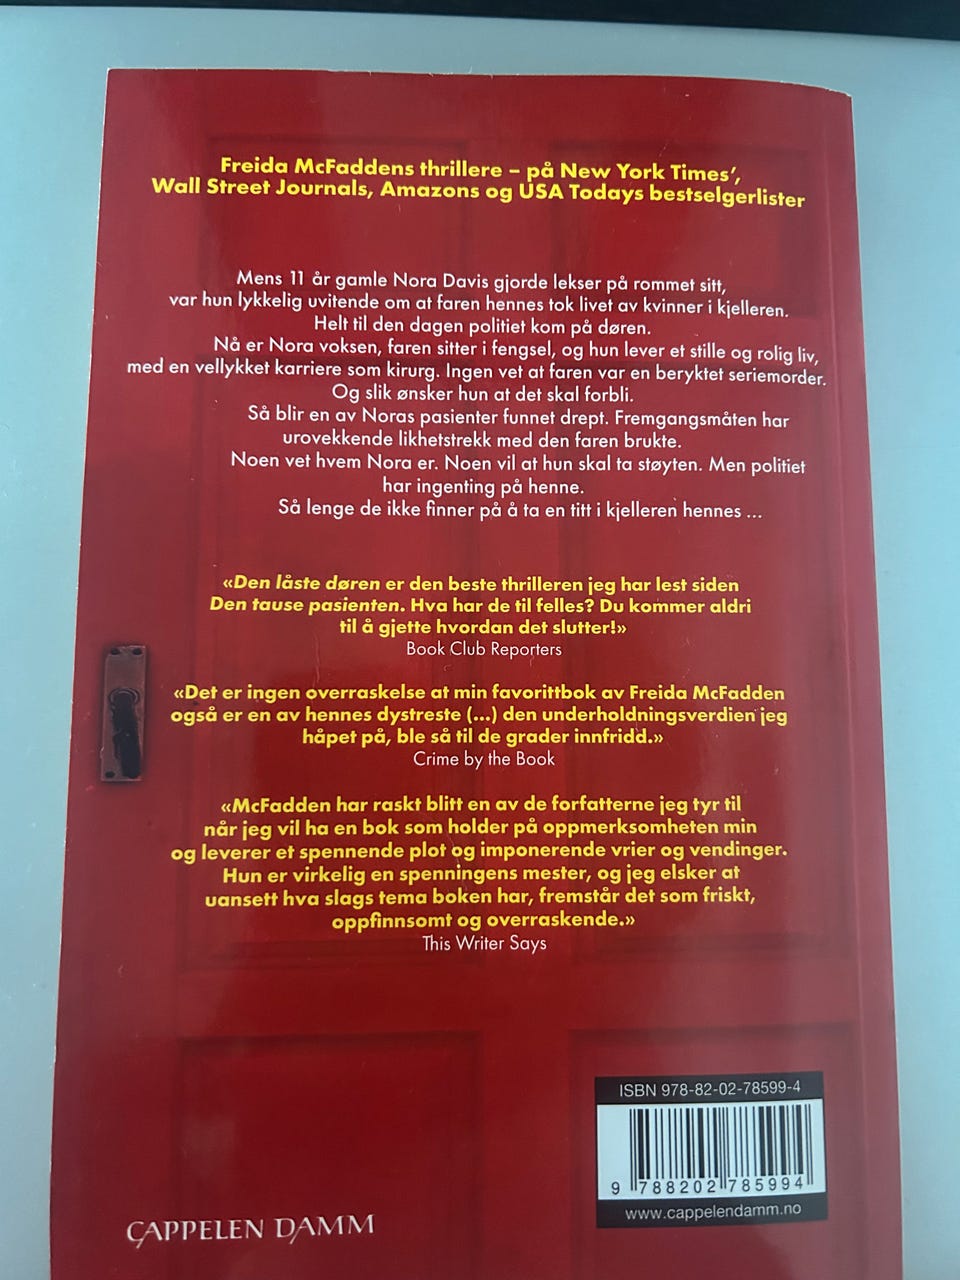 Freida McFaddens thrillere – på New York Times’,
Wall Street Journals, Amazons og USA Todays bestselgerlister
Mens 11 år gamle Nora Davis gjorde lekser på rommet sitt,
var hun lykkelig uvitende om at faren hennes tok livet av kvinner i kjelleren.
Helt til den dagen politiet kom på døren.
Nå er Nora voksen, faren sitter i fengsel, og hun lever et stille og rolig liv,
med en vellykket karriere som kirurg. Ingen vet at faren var en beryktet seriemorder.
Og slik ønsker hun at det skal forbli.
Så blir en av Noras pasienter funnet drept. Fremgangsmåten har
urovekkende likhetstrekk med den faren brukte.
Noen vet hvem Nora er. Noen vil at hun skal ta støyten. Men politiet
har ingenting på henne.
Så lenge de ikke finner på å ta en titt i kjelleren hennes ...
«Den låste døren er den beste thrilleren jeg har lest siden
Den tause pasienten. Hva har de til felles? Du kommer aldri
til å gjette hvordan det slutter!»
Book Club Reporters
«Det er ingen overraskelse at min favorittbok av Freida McFadden
også er en av hennes dystreste (...) den underholdningsverdien jeg
håpet på, ble så til de grader innfridd.»
Crime by the Book
«McFadden har raskt blitt en av de forfatterne jeg tyr til
når jeg vil ha en bok som holder på oppmerksomheten min
og leverer et spennende plot og imponerende vrier og vendinger.
Hun er virkelig en spenningens mester, og jeg elsker at
uansett hva slags tema boken har, fremstår det som friskt,
oppfinnsomt og overraskende.»
This Writer Says
ISBN 978-82-02-78599-4
9 788202 785994
www.cappelendamm.no
CAPPELEN DAMM